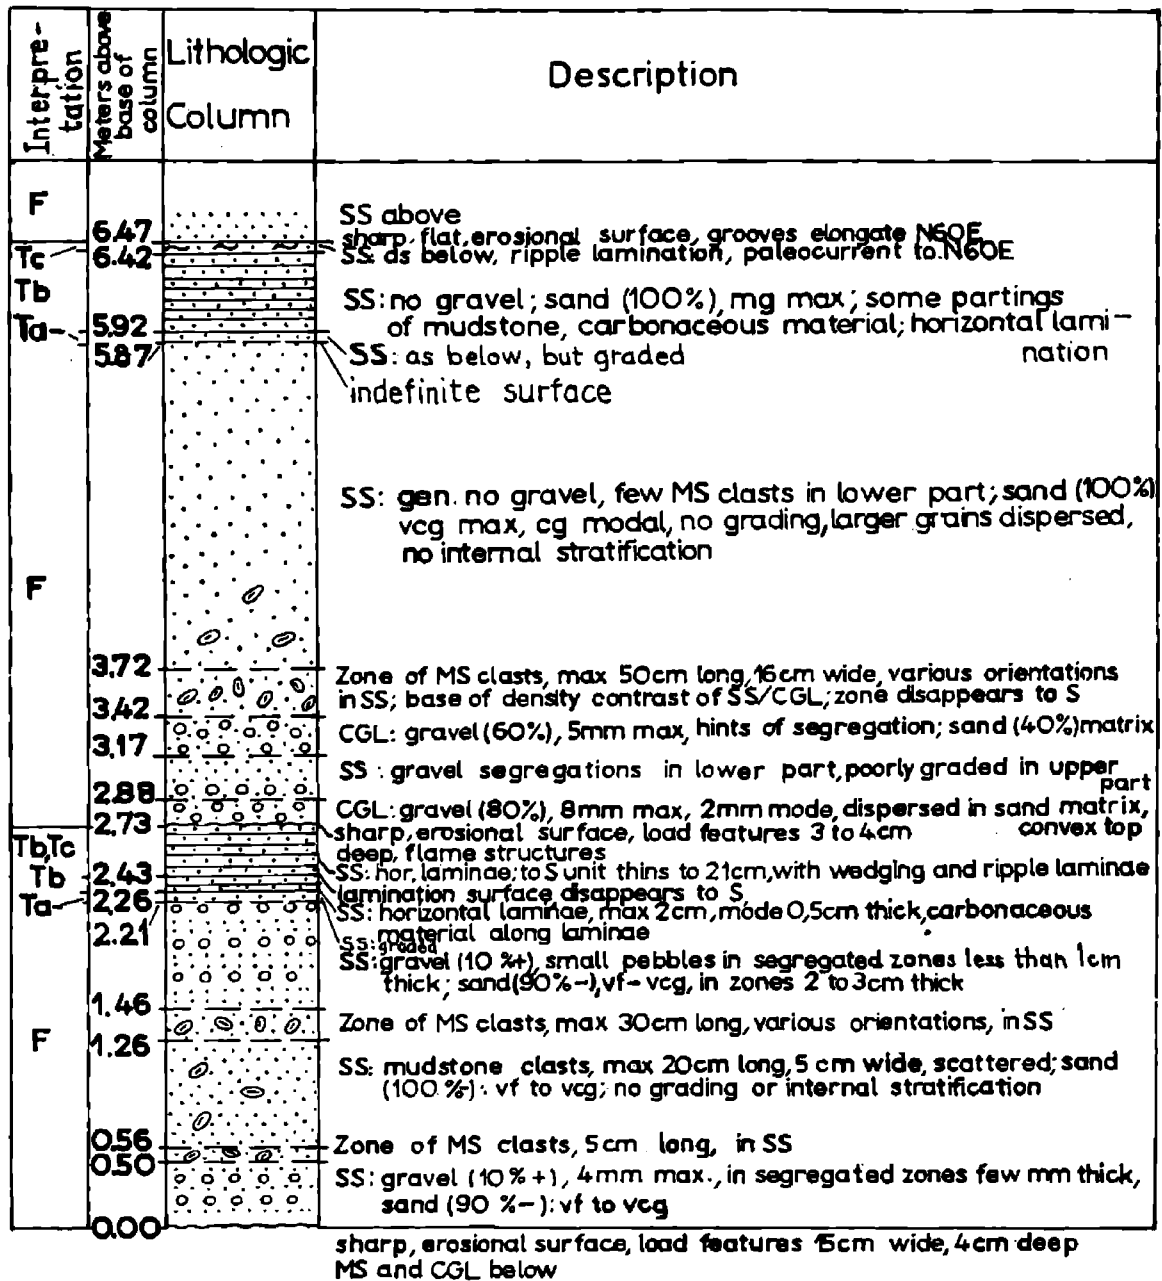 Interpre-
tation
Meters above
base of
column
Lithologic
Column
Description
F
6.47
SS above
sharp, flat, erosional surface, grooves elongate N60E
Tc
6.42
SS: as below, ripple lamination, paleocurrent to N60E
Tb
SS: no gravel; sand (100%), mg max; some partings
of mudstone, carbonaceous material; horizontal lami-
nation
Ta
5.92
5.87
SS: as below, but graded
indefinite surface
SS: gen. no gravel, few MS clasts in lower part; sand (100%)
vcg max, cg modal, no grading, larger grains dispersed,
no internal stratification
F
3.72
Zone of MS clasts, max 50cm long, 16cm wide, various orientations
in SS; base of density contrast of SS/CGL; zone disappears to S
3.42
CGL: gravel (60%), 5mm max, hints of segregation; sand (40%) matrix
3.17
SS: gravel segregations in lower part, poorly graded in upper
part
2.88
CGL: gravel (80%), 8mm max, 2mm mode, dispersed in sand matrix,
convex top
2.73
sharp, erosional surface, load features 3 to 4cm
deep, flame structures
Tb,Tc
SS: hor, laminae; to S unit thins to 21cm, with wedging and ripple laminae
Tb
2.43
lamination surface disappears to S
Ta
2.26
SS: horizontal laminae, max 2cm, mode 0,5cm thick, carbonaceous
material along laminae
2.21
SS: graded
SS: gravel (10 %+), small pebbles in segregated zones less than 1cm
thick; sand (90%-), vf-vcg, in zones 2 to 3cm thick
1.46
Zone of MS clasts, max 30cm long, various orientations, in SS
F
1.26
SS: mudstone clasts, max 20cm long, 5 cm wide, scattered; sand
(100 %-): vf to vcg; no grading or internal stratification
0.56
Zone of MS clasts, 5cm long, in SS
0.50
SS: gravel (10 % +), 4mm max., in segregated zones few mm thick,
sand (90 %-): vf to vcg
0.00
sharp, erosional surface, load features 15cm wide, 4cm deep
MS and CGL below